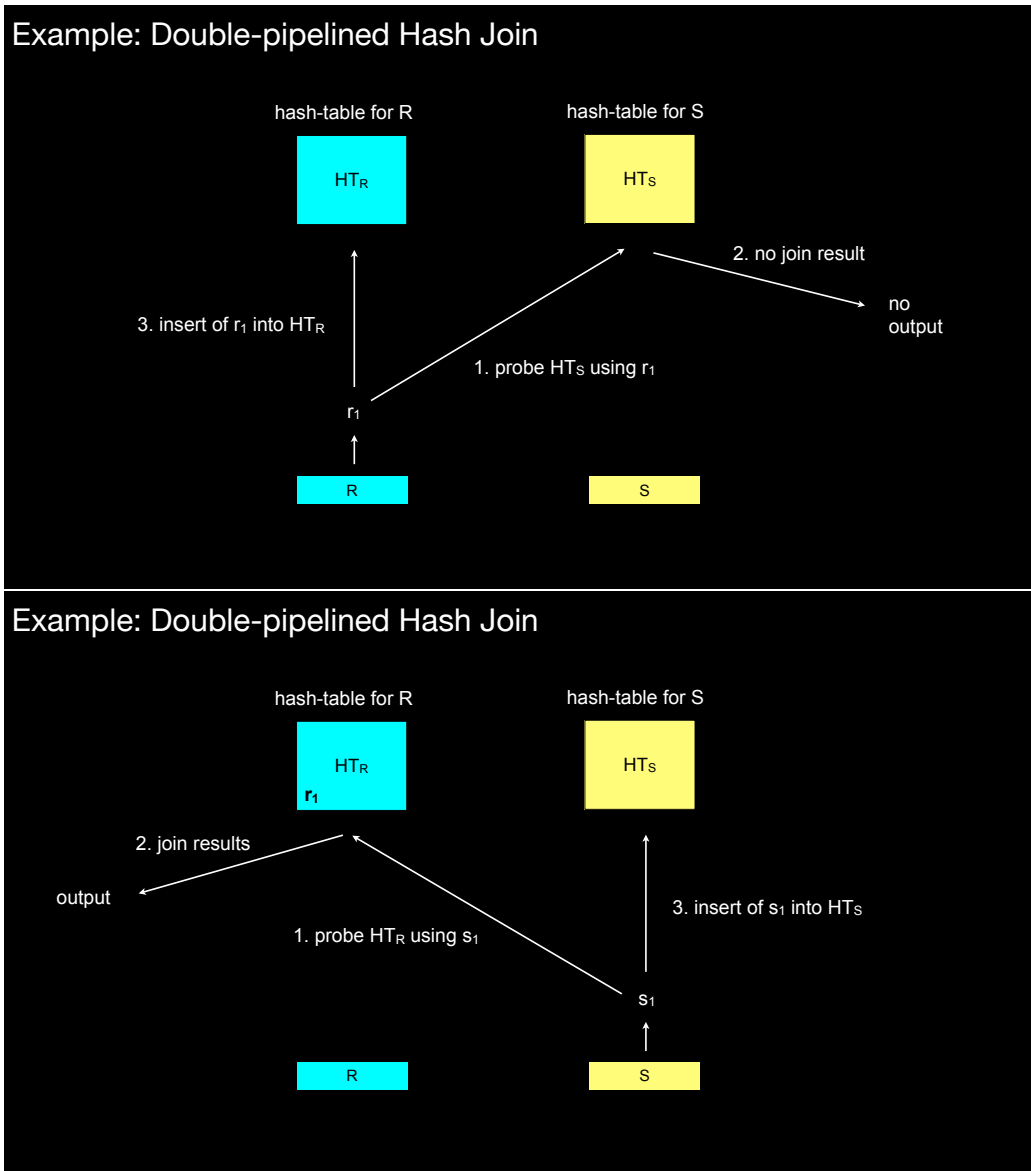 Example: Double-pipelined Hash Join
hash-table for R
hash-table for S
HTR
HTS
2. no join result
no
output
3. insert of r1 into HTR
1. probe HTS using r1
r1
R
S
Example: Double-pipelined Hash Join
hash-table for R
hash-table for S
HTR
HTS
r1
2. join results
output
3. insert of s1 into HTS
1. probe HTR using s1
s1
R
S